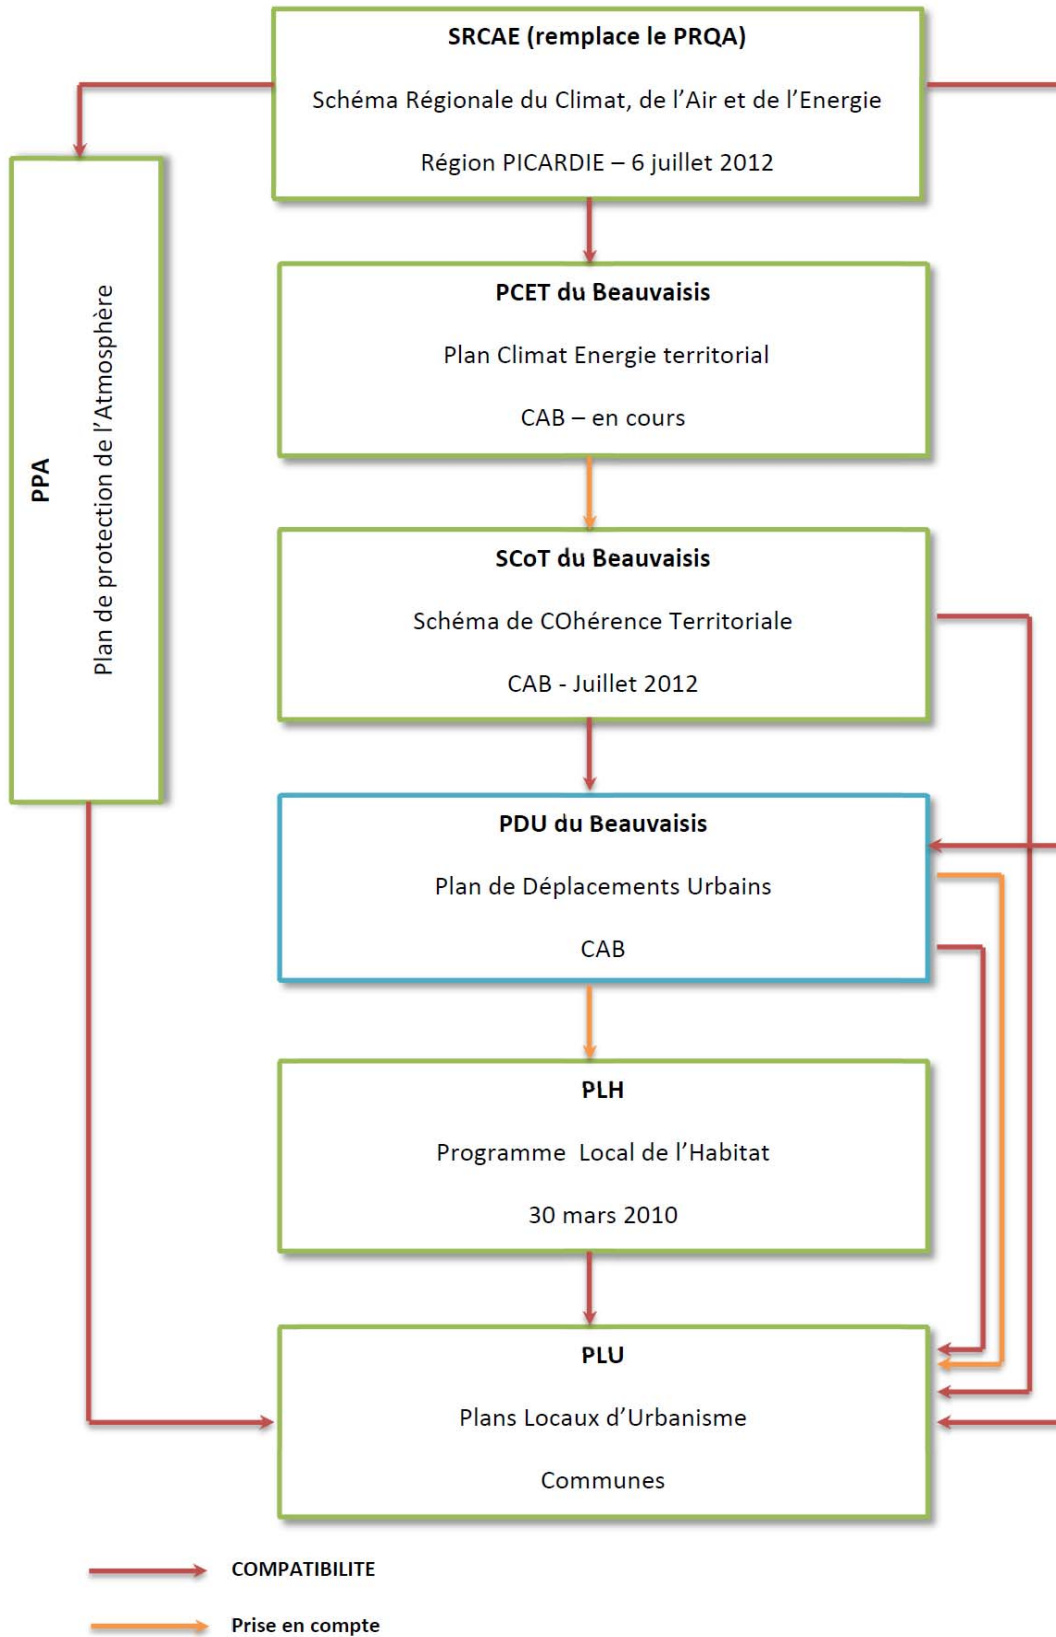 SRCAE (remplace le PRQA)
Schéma Régionale du Climat, de l’Air et de l’Energie
Région PICARDIE – 6 juillet 2012
PPA
Plan de protection de l’Atmosphère
PCET du Beauvaisis
Plan Climat Energie territorial
CAB – en cours
SCoT du Beauvaisis
Schéma de COhérence Territoriale
CAB - Juillet 2012
PDU du Beauvaisis
Plan de Déplacements Urbains
CAB
PLH
Programme  Local de l’Habitat
30 mars 2010
PLU
Plans Locaux d’Urbanisme
Communes
COMPATIBILITE
Prise en compte